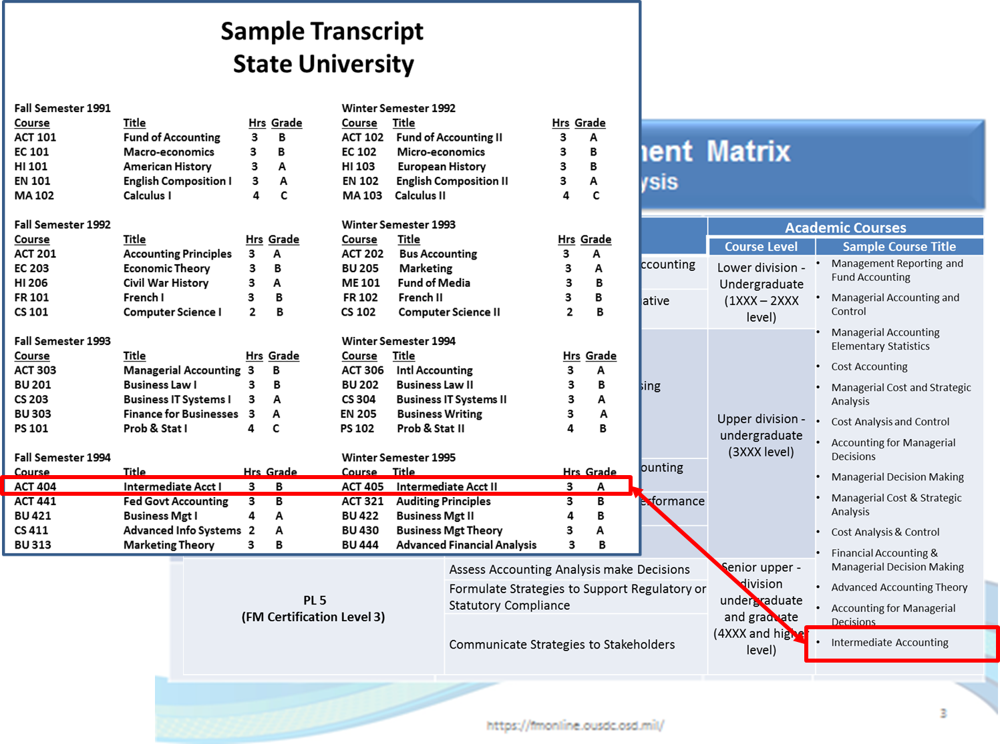 Sample Transcript
State University
Fall Semester 1991
Course Title Hrs Grade
ACT 101 Fund of Accounting 3 B
EC 101 Macro-economics 3 B
HI 101 American History 3 A
EN 101 English Composition I 3 A
MA 102 Calculus I 4 C
Winter Semester 1992
Course Title Hrs Grade
ACT 102 Fund of Accounting II 3 A
EC 102 Micro-economics 3 B
HI 103 European History 3 B
EN 102 English Composition II 3 A
MA 103 Calculus II 4 C
Fall Semester 1992
Course Title Hrs Grade
ACT 201 Accounting Principles 3 A
EC 203 Economic Theory 3 B
HI 206 Civil War History 3 A
FR 101 French I 3 B
CS 101 Computer Science I 2 B
Winter Semester 1993
Course Title Hrs Grade
ACT 202 Bus Accounting 3 A
BU 205 Marketing 3 A
ME 101 Fund of Media 3 B
FR 102 French II 3 B
CS 102 Computer Science II 2 B
Fall Semester 1993
Course Title Hrs Grade
ACT 303 Managerial Accounting 3 B
BU 201 Business Law I 3 B
CS 203 Business IT Systems I 3 A
BU 303 Finance for Businesses 3 A
PS 101 Prob & Stat I 4 C
Winter Semester 1994
Course Title Hrs Grade
ACT 306 Intl Accounting 3 A
BU 202 Business Law II 3 B
CS 304 Business IT Systems II 3 A
EN 205 Business Writing 3 A
PS 102 Prob & Stat II 4 B
Fall Semester 1994
Course Title Hrs Grade
ACT 404 Intermediate Acct I 3 B
ACT 441 Fed Govt Accounting 3 B
BU 421 Business Mgt I 4 A
CS 411 Advanced Info Systems 2 A
BU 313 Marketing Theory 3 B
Winter Semester 1995
Course Title Hrs Grade
ACT 405 Intermediate Acct II 3 A
ACT 321 Auditing Principles 3 B
BU 422 Business Mgt II 4 B
BU 430 Business Mgt Theory 3 A
BU 444 Advanced Financial Analysis 3 B
ment Matrix
ysis
Academic Courses
Course Level
Sample Course Title
ccounting
ative
sing
ounting
erformance
Lower division -
Undergraduate
(1XXX – 2XXX
level)
Upper division -
undergraduate
(3XXX level)
Senior upper -
division
undergraduate
and graduate
(4XXX and higher
level)
• Management Reporting and
Fund Accounting
• Managerial Accounting and
Control
• Managerial Accounting
Elementary Statistics
• Cost Accounting
• Managerial Cost and Strategic
Analysis
• Cost Analysis and Control
• Accounting for Managerial
Decisions
• Managerial Decision Making
• Managerial Cost & Strategic
Analysis
• Cost Analysis & Control
• Financial Accounting &
Managerial Decision Making
• Advanced Accounting Theory
• Accounting for Managerial
Decisions
• Intermediate Accounting
PL 5
(FM Certification Level 3)
Assess Accounting Analysis make Decisions
Formulate Strategies to Support Regulatory or
Statutory Compliance
Communicate Strategies to Stakeholders
https://fmonline.ousdc.osd.mil/
3